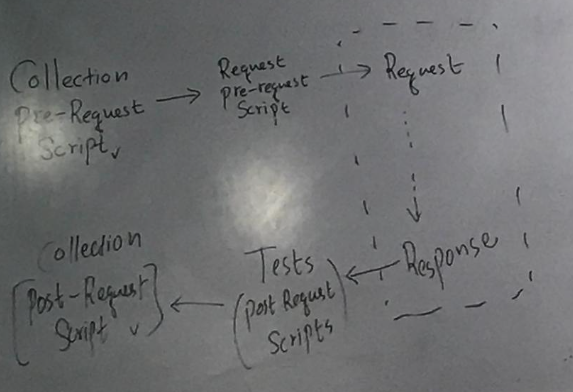 Collection
Pre-Request
Script
Request
pre-request
Script
Request
Collection
[Post-Request
Script]
Tests
(Post Request
Scripts)
Response